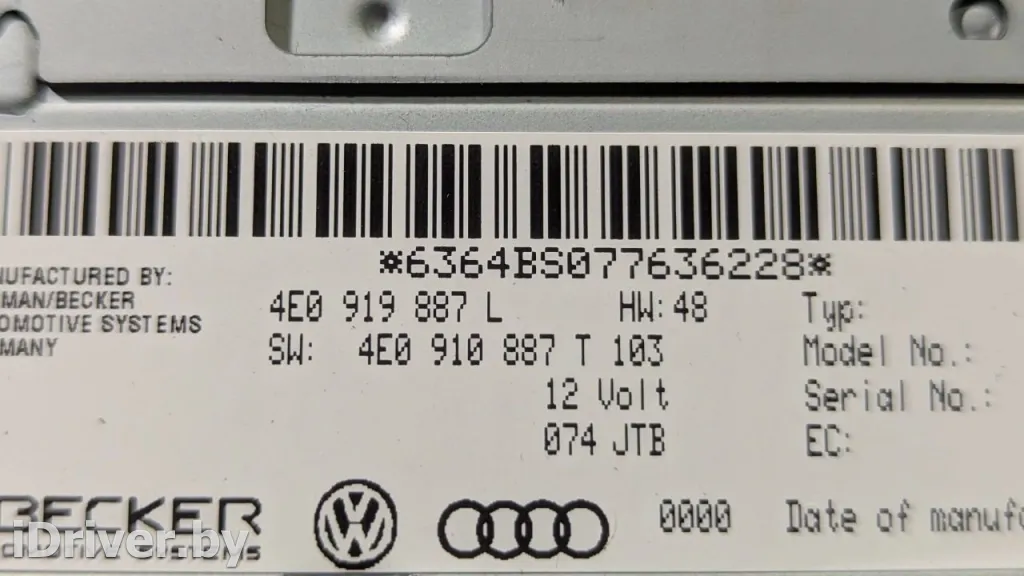 *6364BS077636228*
NUFACTURED BY:
MAN/BECKER
OMOTIVE SYSTEMS
MANY
4E0 919 887 L HW: 48
SW: 4E0 910 887 T 103
12 Volt
074 JTB
Typ:
Model No.:
Serial No.:
EC:
BECKER
0000 Date of manufa
iDriver.by